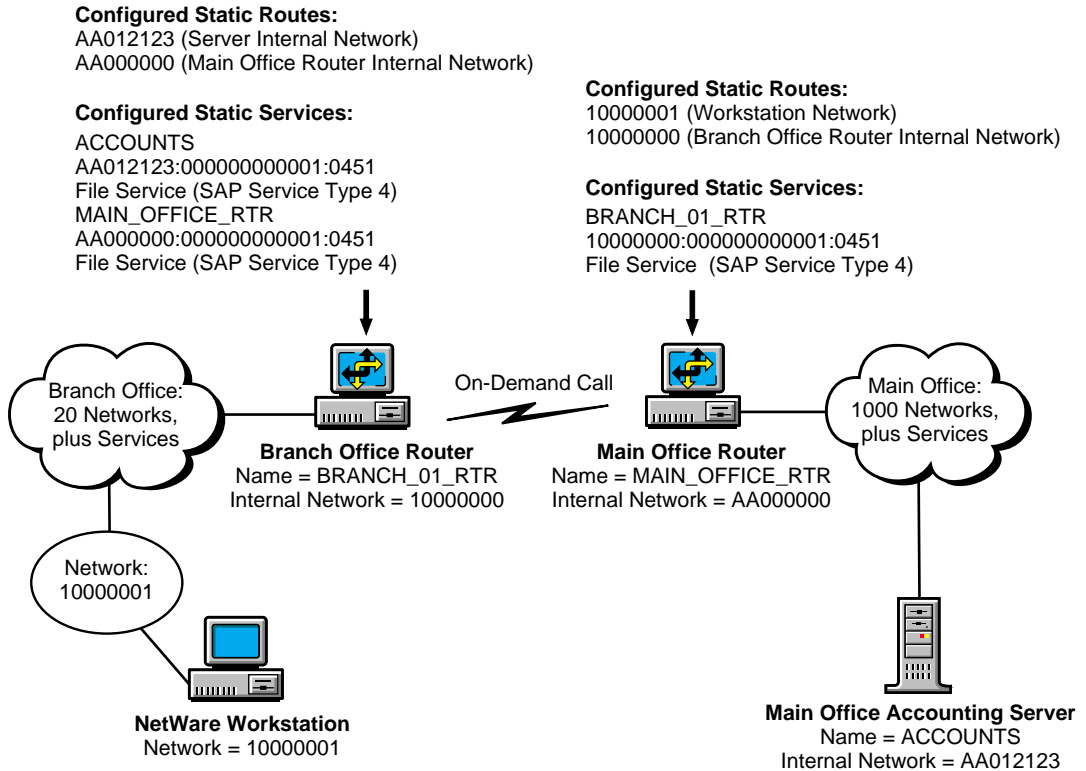 Configured Static Routes:
AA012123 (Server Internal Network)
AA000000 (Main Office Router Internal Network)
Configured Static Services:
ACCOUNTS
AA012123:000000000001:0451
File Service (SAP Service Type 4)
MAIN_OFFICE_RTR
AA000000:000000000001:0451
File Service (SAP Service Type 4)
Configured Static Routes:
10000001 (Workstation Network)
10000000 (Branch Office Router Internal Network)
Configured Static Services:
BRANCH_01_RTR
10000000:000000000001:0451
File Service (SAP Service Type 4)
Branch Office:
20 Networks,
plus Services
On-Demand Call
Main Office:
1000 Networks,
plus Services
Branch Office Router
Name = BRANCH_01_RTR
Internal Network = 10000000
Main Office Router
Name = MAIN_OFFICE_RTR
Internal Network = AA000000
Network:
10000001
NetWare Workstation
Network = 10000001
Main Office Accounting Server
Name = ACCOUNTS
Internal Network = AA012123